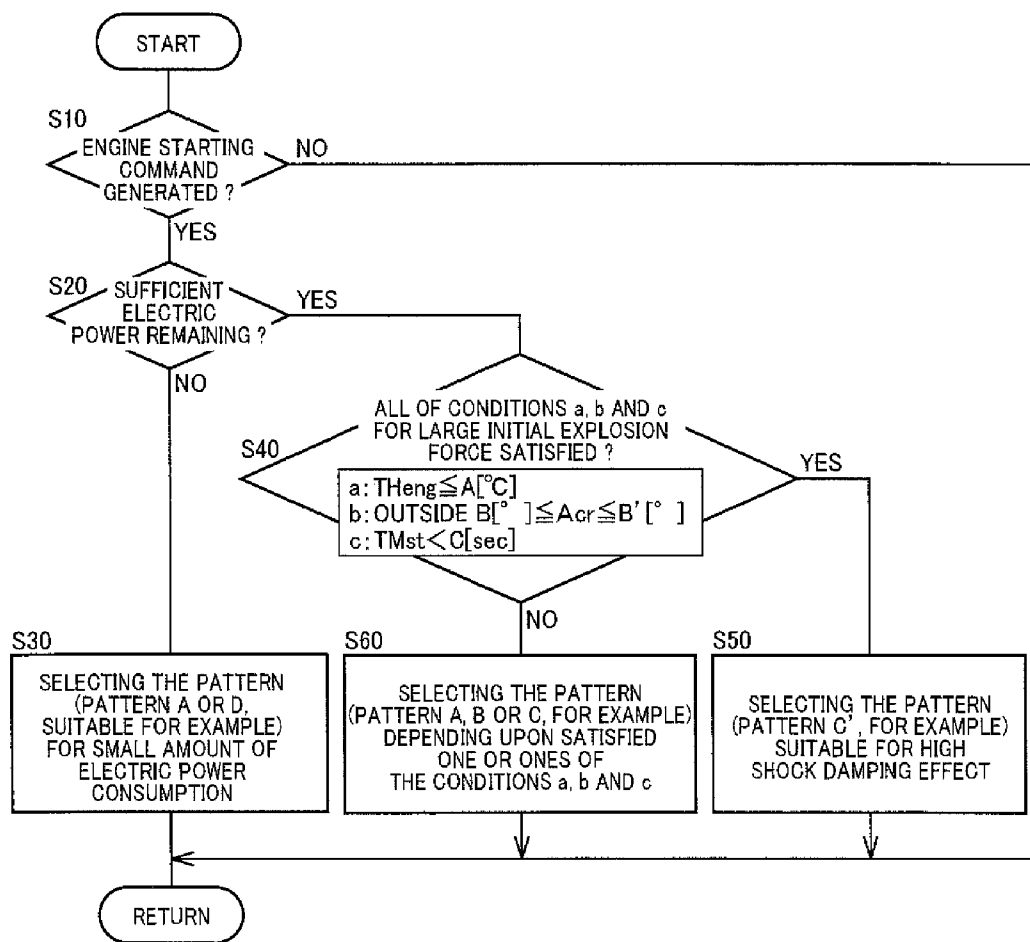 START
S10
ENGINE STARTING
COMMAND
GENERATED ?
NO
YES
S20
SUFFICIENT
ELECTRIC
POWER REMAINING ?
YES
NO
S40
ALL OF CONDITIONS a, b AND c
FOR LARGE INITIAL EXPLOSION
FORCE SATISFIED ?
a: THeng≦A[°C]
b: OUTSIDE B[° ]≦Acr≦B'[° ]
c: TMst<C[sec]
YES
NO
S30
SELECTING THE PATTERN
(PATTERN A OR D,
SUITABLE FOR EXAMPLE)
FOR SMALL AMOUNT OF
ELECTRIC POWER
CONSUMPTION
S60
SELECTING THE PATTERN
(PATTERN A, B OR C, FOR EXAMPLE)
DEPENDING UPON SATISFIED
ONE OR ONES OF
THE CONDITIONS a, b AND c
S50
SELECTING THE PATTERN
(PATTERN C', FOR EXAMPLE)
SUITABLE FOR HIGH
SHOCK DAMPING EFFECT
RETURN